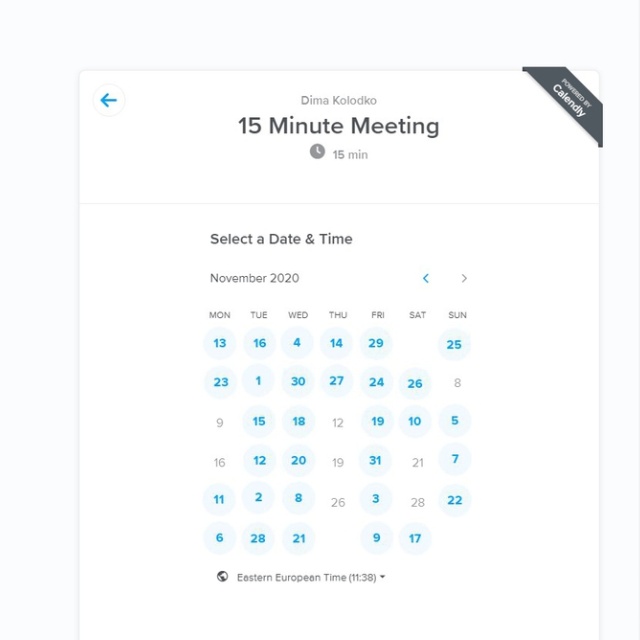 POWERED BY
Calendly
Dima Kolodko
15 Minute Meeting
15 min
Select a Date & Time
November 2020
MON TUE WED THU FRI SAT SUN
13 16 4 14 29 25
23 1 30 27 24 26 8
9 15 18 12 19 10 5
16 12 20 19 31 21 7
11 2 8 26 3 28 22
6 28 21 9 17
Eastern European Time (11:38)